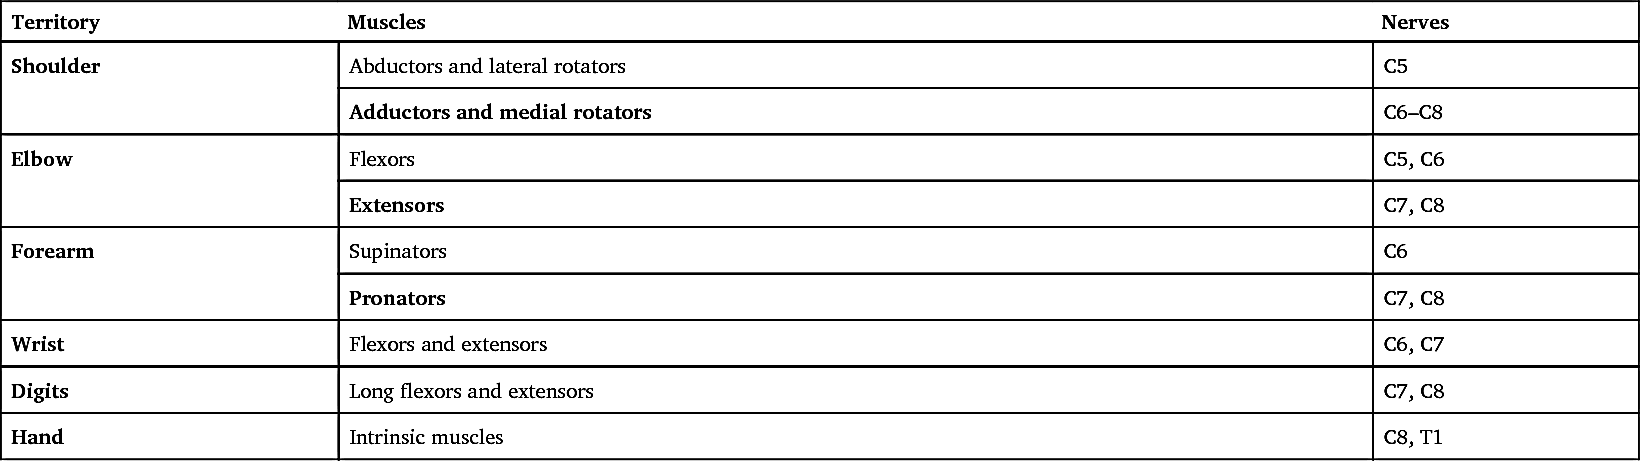 Territory Muscles Nerves
Shoulder Abductors and lateral rotators C5
Adductors and medial rotators C6–C8
Elbow Flexors C5, C6
Extensors C7, C8
Forearm Supinators C6
Pronators C7, C8
Wrist Flexors and extensors C6, C7
Digits Long flexors and extensors C7, C8
Hand Intrinsic muscles C8, T1